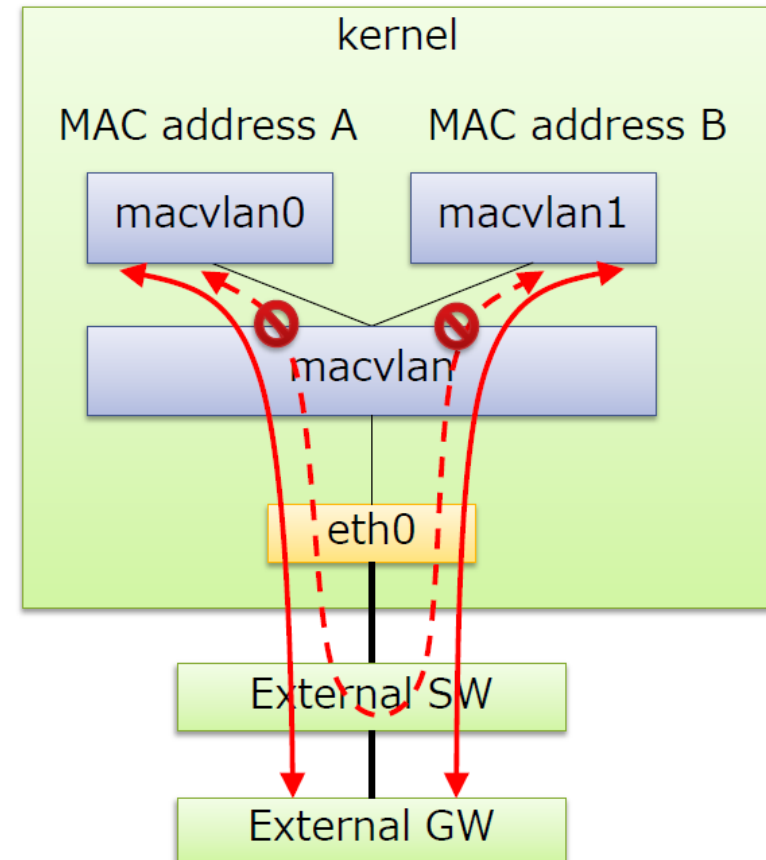 kernel
MAC address A
MAC address B
macvlan0
macvlan1
macvlan
eth0
External SW
External GW